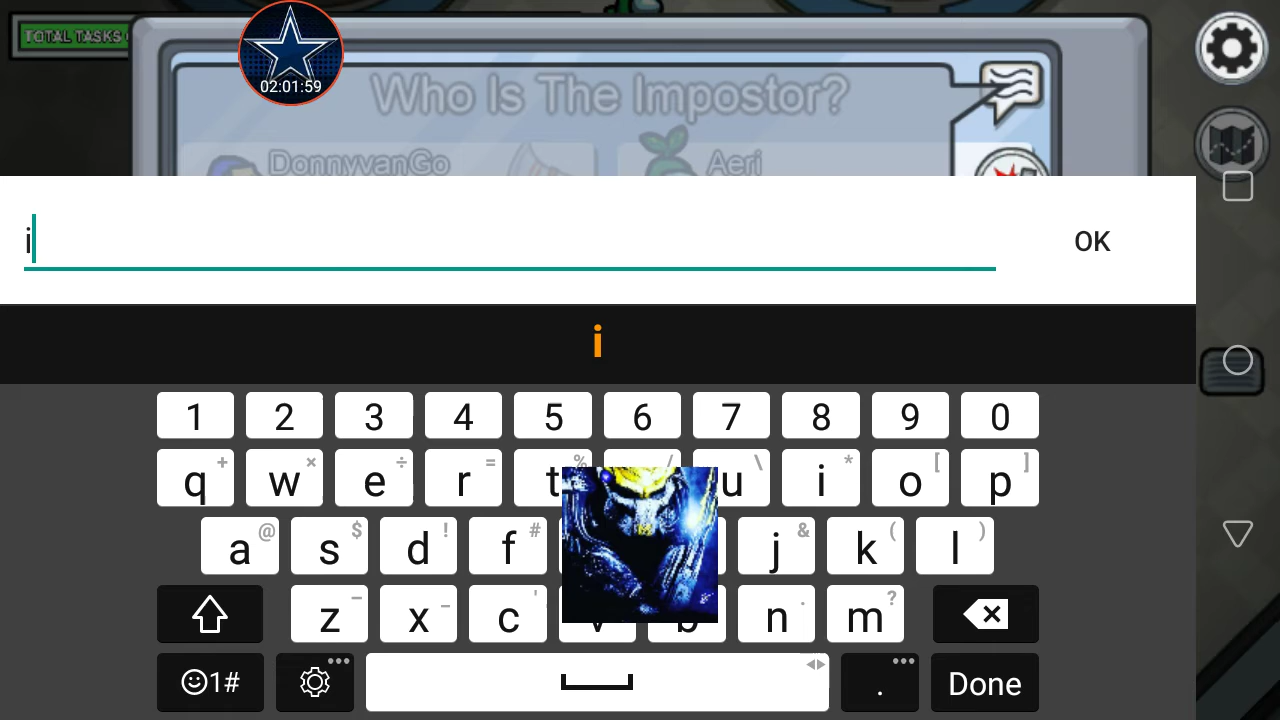 TOTAL TASKS
02:01:59
Who Is The Impostor?
DonnyvanGo
Aeri
i
OK
i
1 2 3 4 5 6 7 8 9 0
+ × ÷ = % / \ * [ ]
q w e r t u i o p
@ $ ! # & ( )
a s d f j k l
– _ ' . ?
z x c v b n m
1# . Done